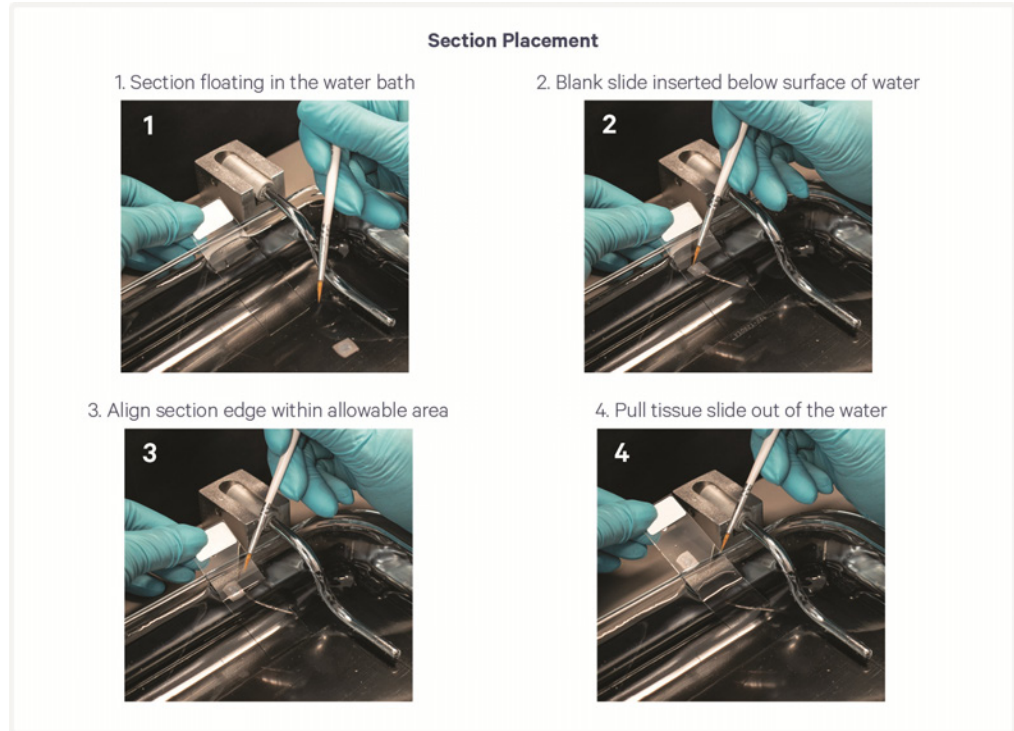 Section Placement
1. Section floating in the water bath
2. Blank slide inserted below surface of water
1
2
3. Align section edge within allowable area
4. Pull tissue slide out of the water
3
4